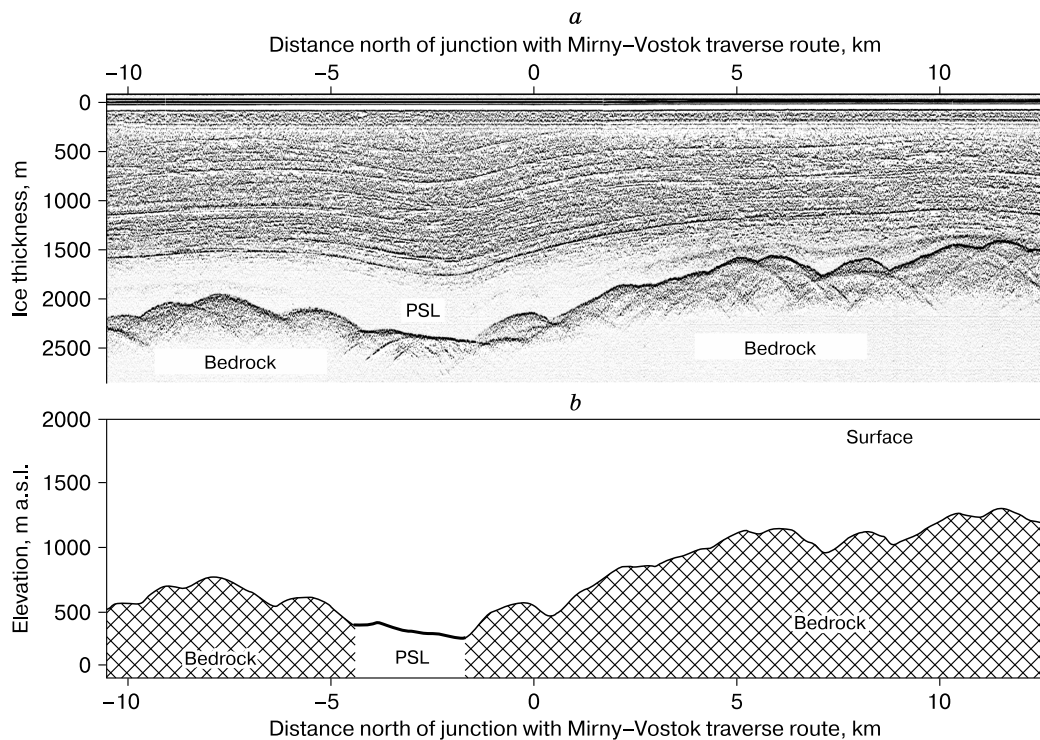 a
Distance north of junction with Mirny–Vostok traverse route, km
−10 −5 0 5 10
Ice thickness, m
0
500
1000
1500
2000
2500
PSL
Bedrock
Bedrock
b
Elevation, m a.s.l.
2000
1500
1000
500
0
Surface
Bedrock
PSL
Bedrock
−10 −5 0 5 10
Distance north of junction with Mirny–Vostok traverse route, km